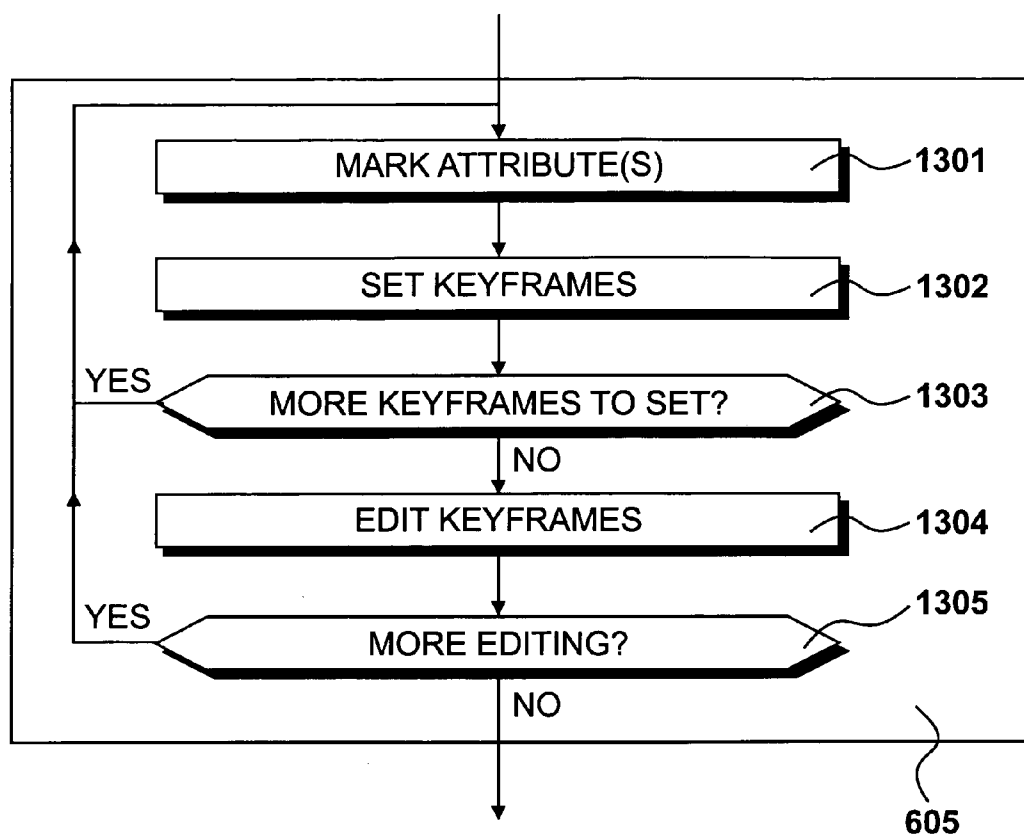 MARK ATTRIBUTE(S)
1301
SET KEYFRAMES
1302
YES
MORE KEYFRAMES TO SET?
1303
NO
EDIT KEYFRAMES
1304
YES
MORE EDITING?
1305
NO
605